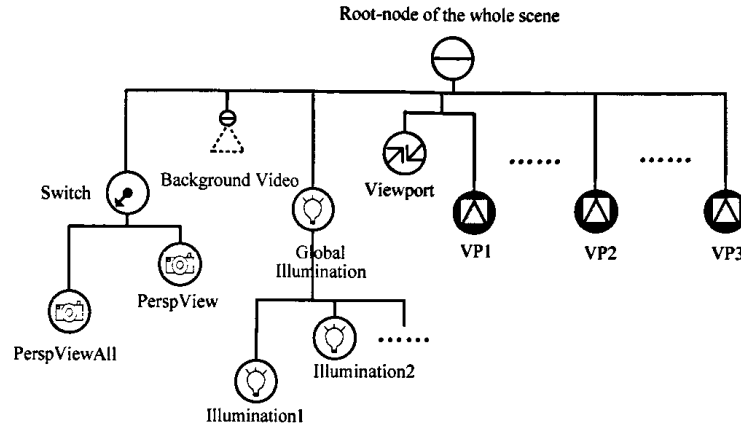 Root-node of the whole scene
Switch
Background Video
Viewport
......
......
VP1
VP2
VP3
Global
Illumination
PerspView
PerspViewAll
......
Illumination2
Illumination1